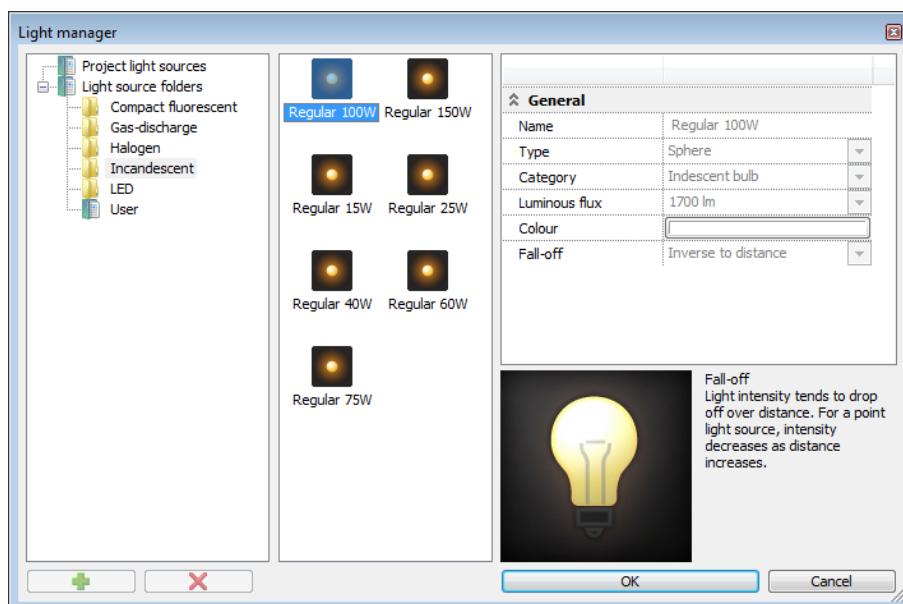 Light manager
Project light sources
Light source folders
Compact fluorescent
Gas-discharge
Halogen
Incandescent
LED
User
Regular 100W Regular 150W
Regular 15W Regular 25W
Regular 40W Regular 60W
Regular 75W
General
Name Regular 100W
Type Sphere
Category Indescent bulb
Luminous flux 1700 lm
Colour
Fall-off Inverse to distance
Fall-off
Light intensity tends to drop
off over distance. For a point
light source, intensity
decreases as distance
increases.
OK Cancel